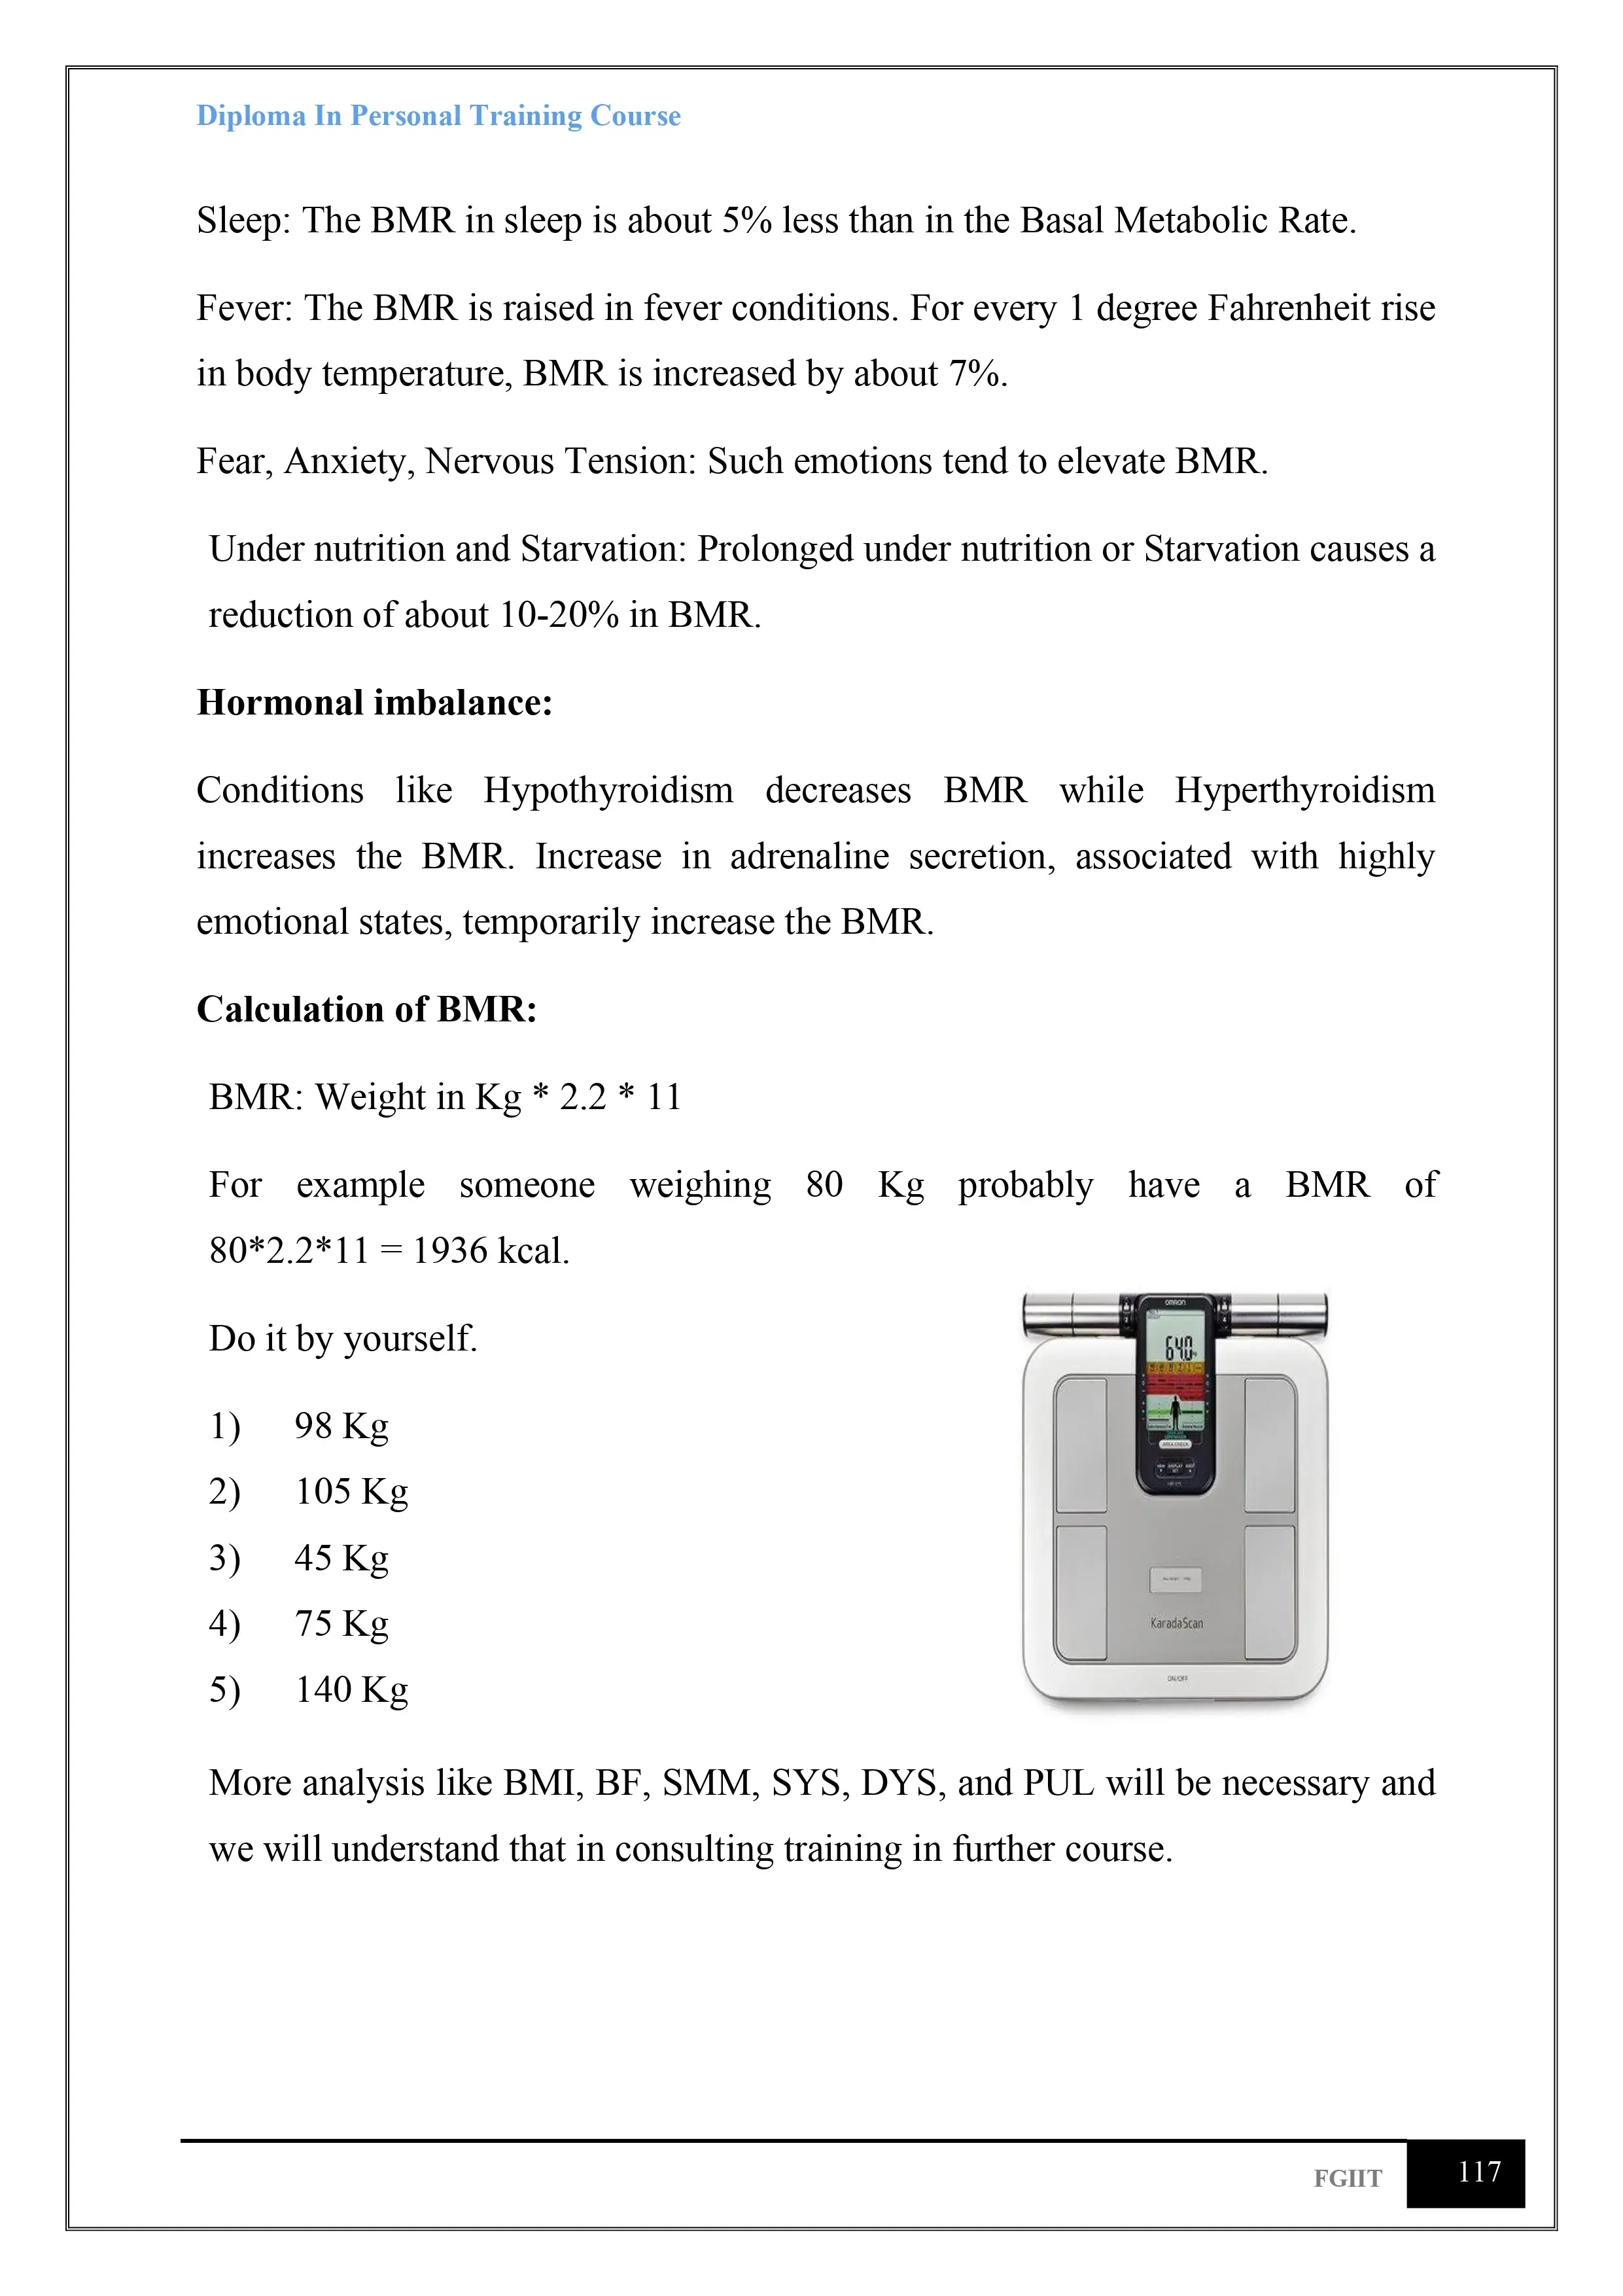 Diploma In Personal Training Course
Sleep: The BMR in sleep is about 5% less than in the Basal Metabolic Rate.
Fever: The BMR is raised in fever conditions. For every 1 degree Fahrenheit rise
in body temperature, BMR is increased by about 7%.
Fear, Anxiety, Nervous Tension: Such emotions tend to elevate BMR.
Under nutrition and Starvation: Prolonged under nutrition or Starvation causes a
reduction of about 10-20% in BMR.
Hormonal imbalance:
Conditions like Hypothyroidism decreases BMR while Hyperthyroidism
increases the BMR. Increase in adrenaline secretion, associated with highly
emotional states, temporarily increase the BMR.
Calculation of BMR:
BMR: Weight in Kg * 2.2 * 11
For example someone weighing 80 Kg probably have a BMR of
80*2.2*11 = 1936 kcal.
Do it by yourself.
1) 98 Kg
2) 105 Kg
3) 45 Kg
4) 75 Kg
5) 140 Kg
OMRON
64.0
KaradaScan
ON/OFF
More analysis like BMI, BF, SMM, SYS, DYS, and PUL will be necessary and
we will understand that in consulting training in further course.
FGIIT
117